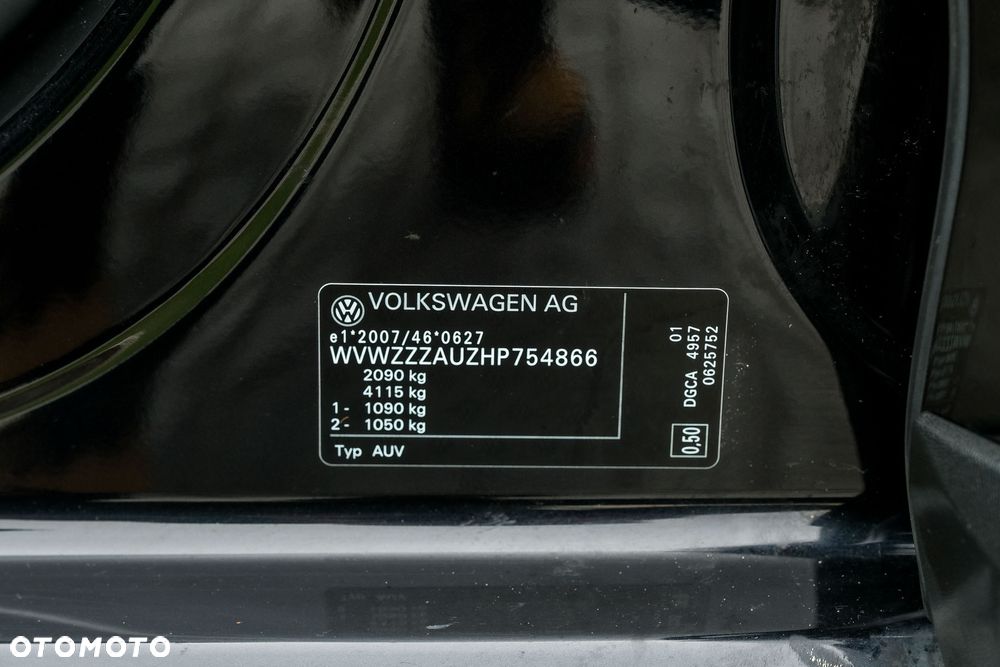 VOLKSWAGEN AG
e1*2007/46*0627
WVWZZZAUZHP754866
2090 kg
4115 kg
1- 1090 kg
2- 1050 kg
Typ AUV
01
DGCA 4957
0625752
0,50
OTOMOTO